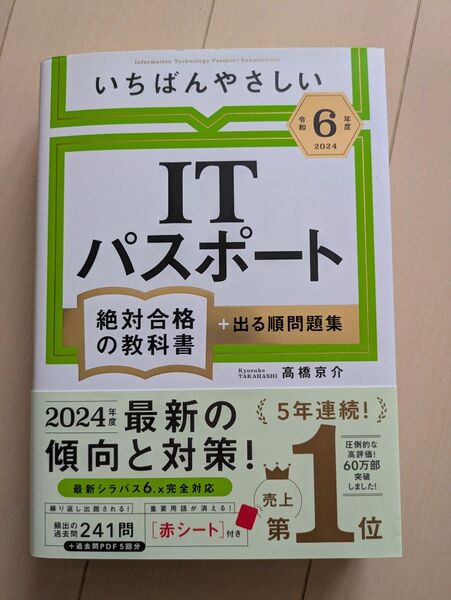 Information Technology Passport Examination
いちばんやさしい
令和
6
年度
2024
IT
パスポート
絶対合格
の教科書
+出る順問題集
Kyosuke
TAKAHASHI
高橋京介
2024年度
最新の
傾向と対策!
最新シラバス6.x完全対応
繰り返し出題される!
頻出の
過去問
241問
+過去問PDF5回分
重要用語が消える!
[赤シート]付き
5年連続!
売上
第1位
圧倒的な
高評価!
60万部
突破
しました!